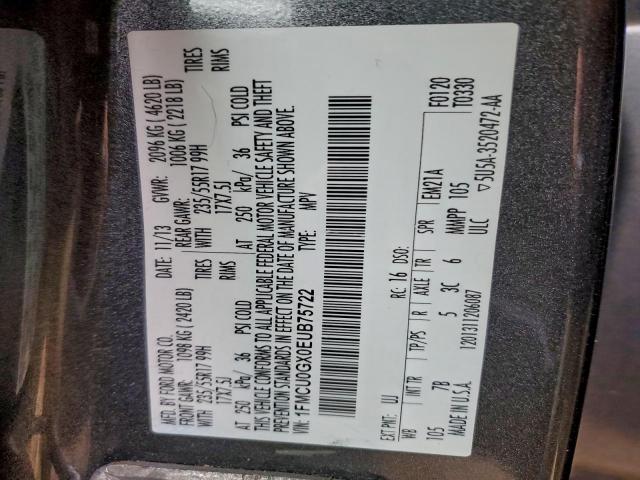 MFD. BY FORD MOTOR CO.
DATE: 11/13 GVWR: 2096 KG ( 4620 LB)
FRONT GAWR: 1098 KG ( 2420 LB) REAR GAWR: 1006 KG ( 2218 LB)
235/55R17 99H TIRES WITH 235/55R17 99H TIRES
17X7.5J RIMS 17X7.5J RIMS
AT 250 kPa/ 36 PSI COLD AT 250 kPa/ 36 PSI COLD
THIS VEHICLE CONFORMS TO ALL APPLICABLE FEDERAL MOTOR VEHICLE SAFETY AND THEFT
PREVENTION STANDARDS IN EFFECT ON THE DATE OF MANUFACTURE SHOWN ABOVE.
VIN: 1FMCU0GX0EUB75722 TYPE: MPV
F0120
T0330
EXT PNT: UJ RC: 16 DSO:
WB INT TR TP/PS R AXLE TR SPR EM21A
105 7B 5 3C 6 MMPP 105
MADE IN U.S.A. 1201311206087 ULC
▽5U5A-3520472-AA